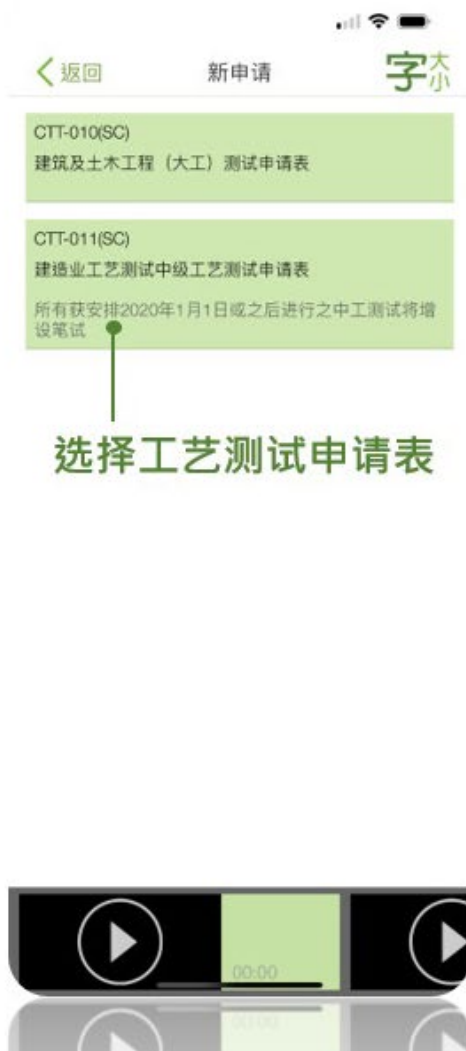 返回
新申请
字大小
CTT-010(SC)
建筑及土木工程（大工）测试申请表
CTT-011(SC)
建造业工艺测试中级工艺测试申请表
所有获安排2020年1月1日或之后进行之中工测试将增
设笔试
选择工艺测试申请表
00:00